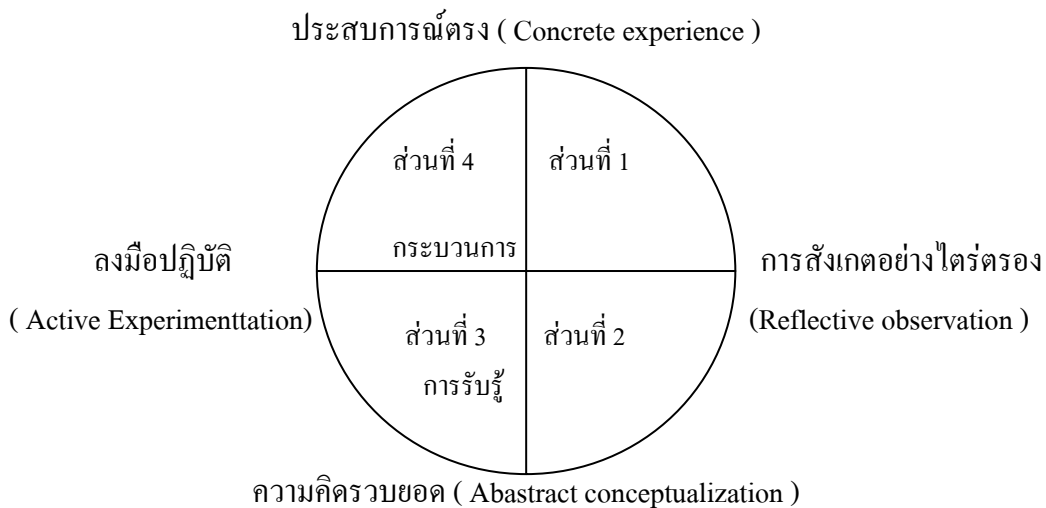 ประสบการณ์ตรง ( Concrete experience )
ส่วนที่ 4
ส่วนที่ 1
กระบวนการ
ลงมือปฏิบัติ
( Active Experimenttation)
การสังเกตอย่างไตร่ตรอง
(Reflective observation )
ส่วนที่ 3
ส่วนที่ 2
การรับรู้
ความคิดรวบยอด ( Abastract conceptualization )